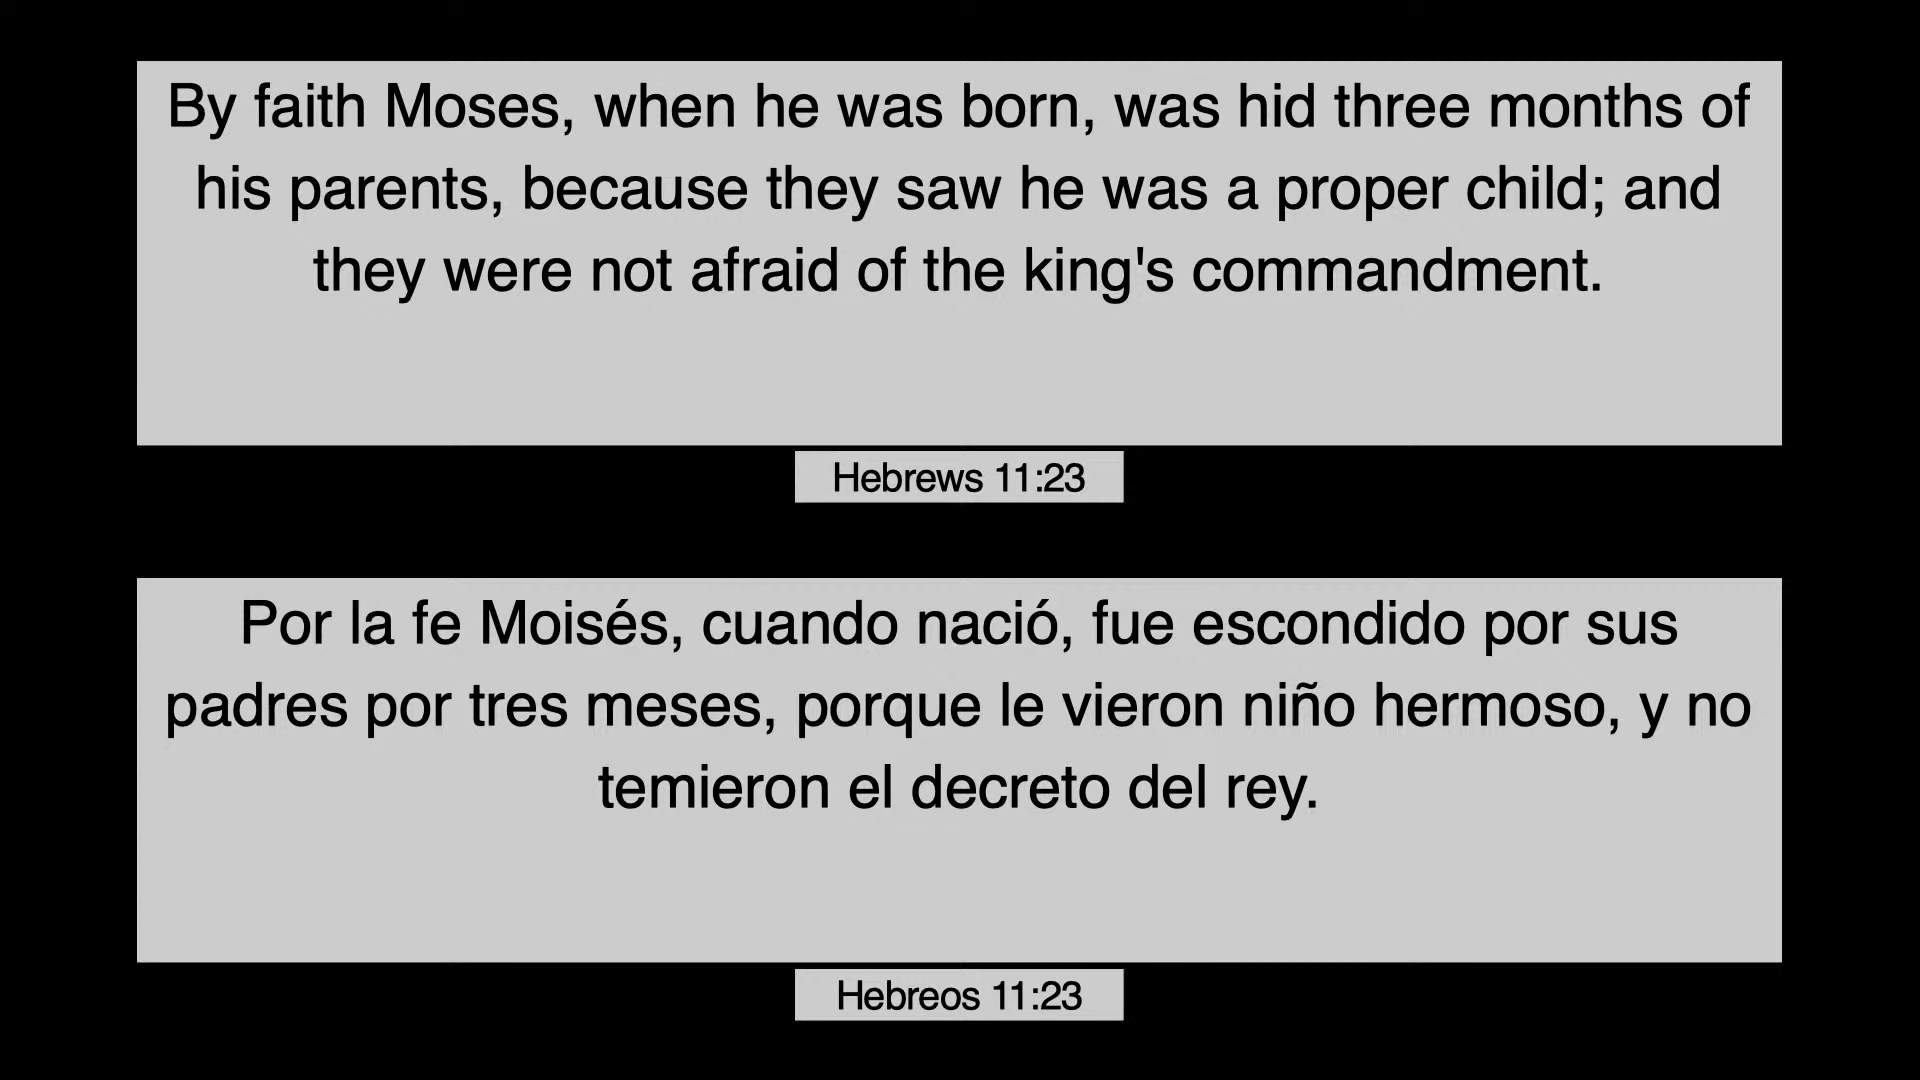 By faith Moses, when he was born, was hid three months of
his parents, because they saw he was a proper child; and
they were not afraid of the king's commandment.
Hebrews 11:23
Por la fe Moisés, cuando nació, fue escondido por sus
padres por tres meses, porque le vieron niño hermoso, y no
temieron el decreto del rey.
Hebreos 11:23